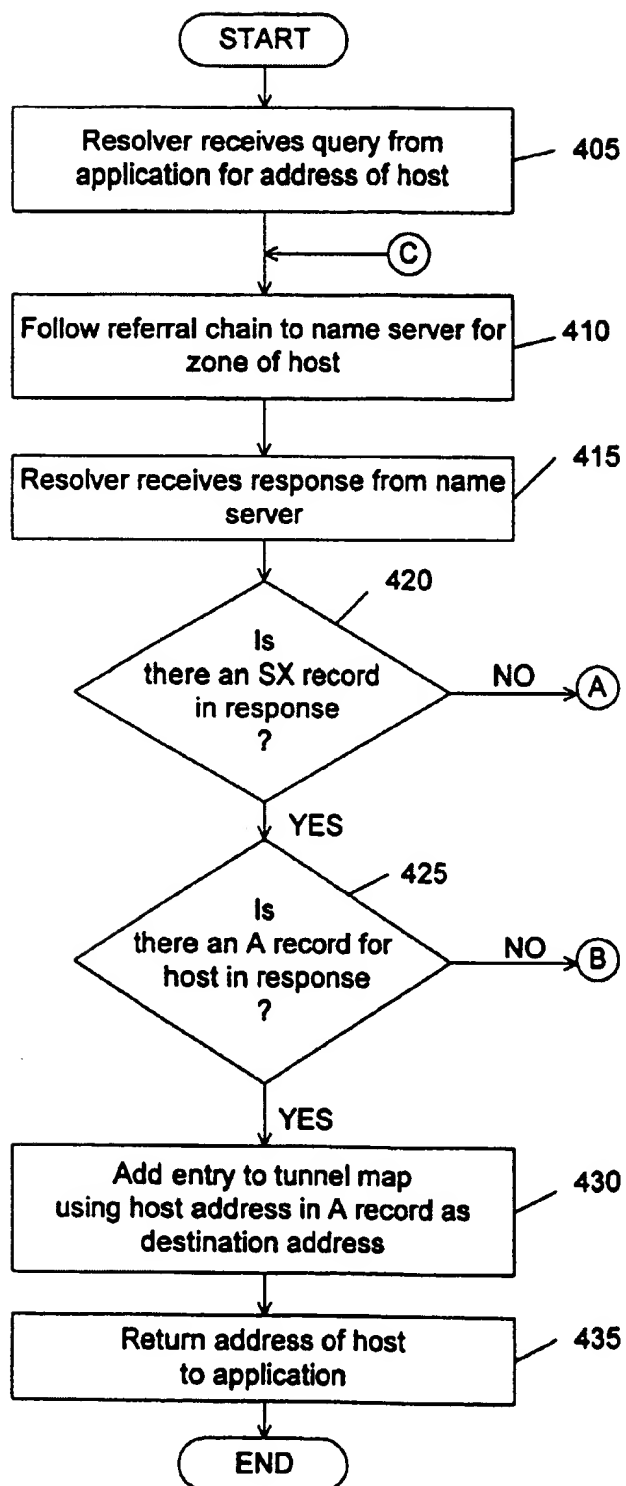 START
Resolver receives query from
application for address of host
405
C
Follow referral chain to name server for
zone of host
410
415
Resolver receives response from name
server
420
Is
there an SX record
in response
?
NO
A
YES
425
Is
there an A record for
host in response
?
NO
B
YES
Add entry to tunnel map
using host address in A record as
destination address
430
Return address of host
to application
435
END